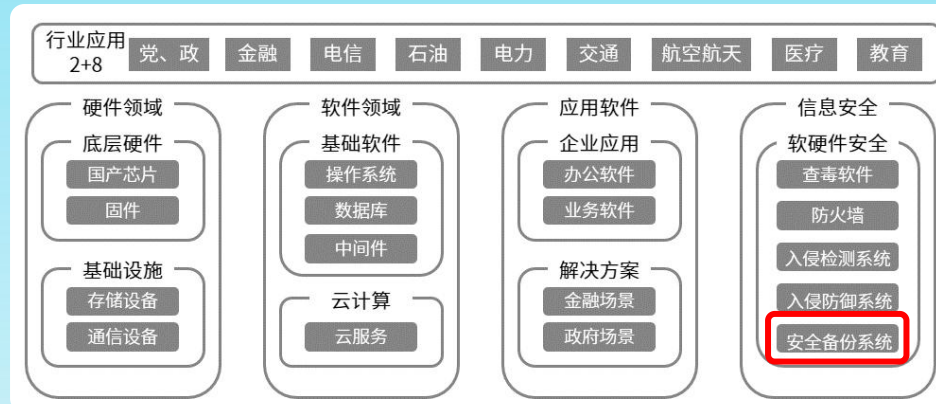 行业应用
2+8
党、政
金融
电信
石油
电力
交通
航空航天
医疗
教育
硬件领域
底层硬件
国产芯片
固件
基础设施
存储设备
通信设备
软件领域
基础软件
操作系统
数据库
中间件
云计算
云服务
应用软件
企业应用
办公软件
业务软件
解决方案
金融场景
政府场景
信息安全
软硬件安全
查毒软件
防火墙
入侵检测系统
入侵防御系统
安全备份系统